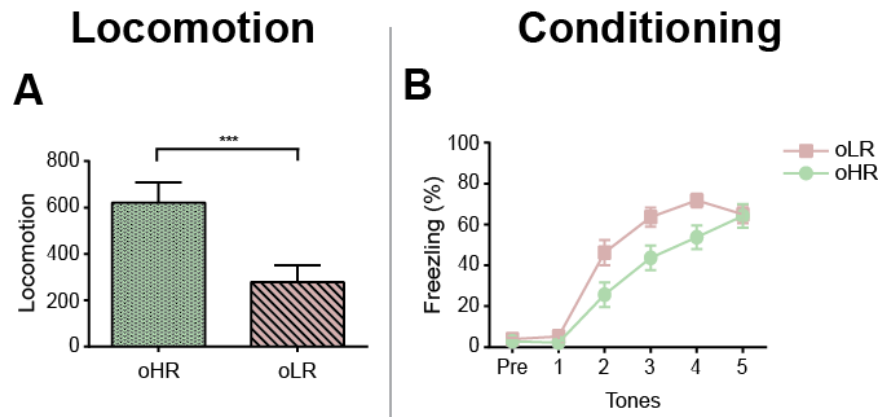 Locomotion
Conditioning
A
B
***
800
600
400
200
0
Locomotion
oHR
oLR
100
80
60
40
20
0
Freezling (%)
Pre 1 2 3 4 5
Tones
oLR
oHR